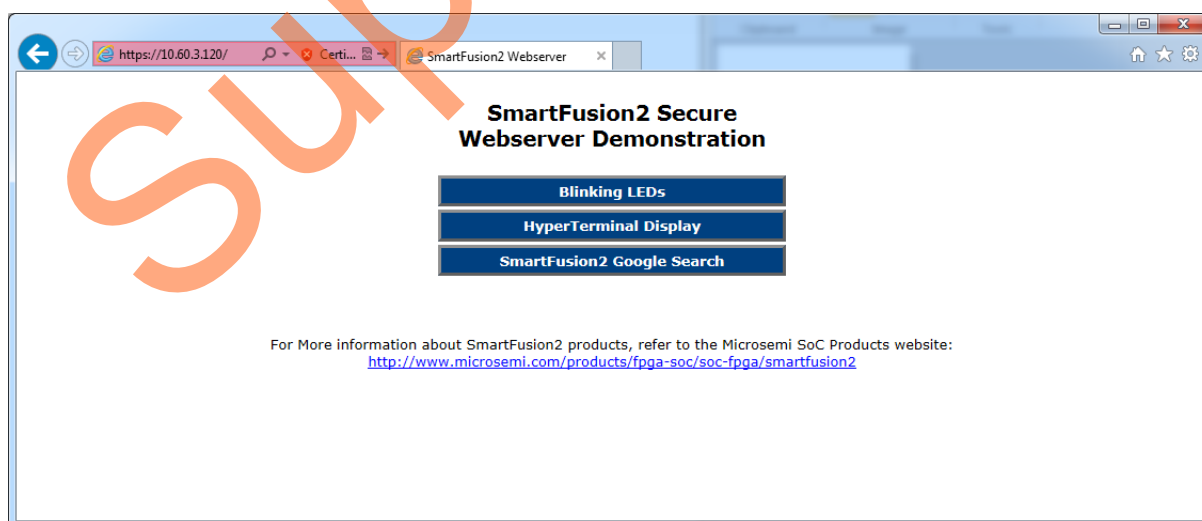 https://10.60.3.120/
Certi...
SmartFusion2 Webserver
SmartFusion2 Secure
Webserver Demonstration
Blinking LEDs
HyperTerminal Display
SmartFusion2 Google Search
For More information about SmartFusion2 products, refer to the Microsemi SoC Products website:
http://www.microsemi.com/products/fpga-soc/soc-fpga/smartfusion2
Sup